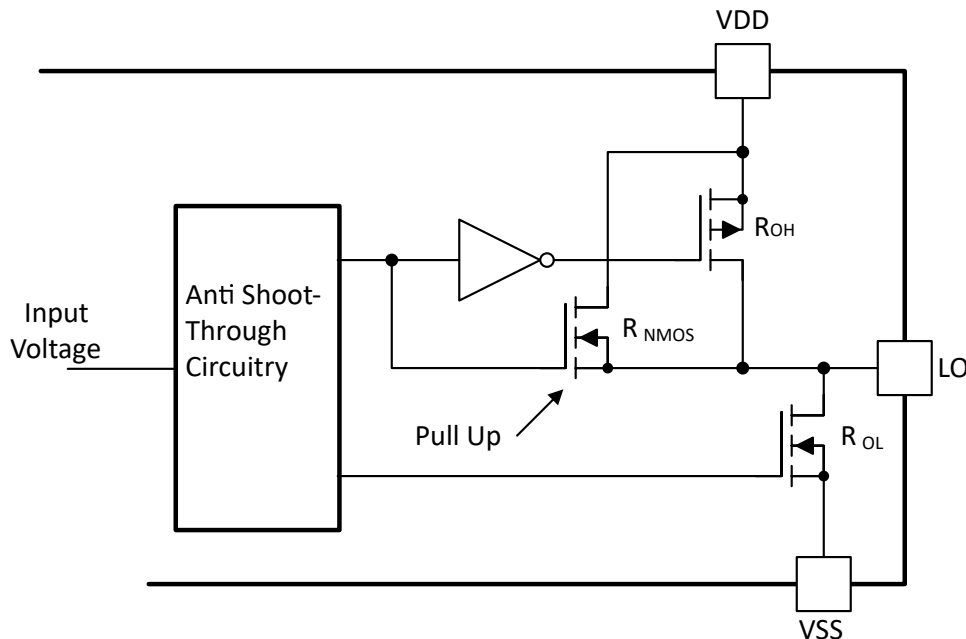 VDD
ROH
Anti Shoot-
Through
Circuitry
Input
Voltage
R NMOS
LO
Pull Up
R OL
VSS